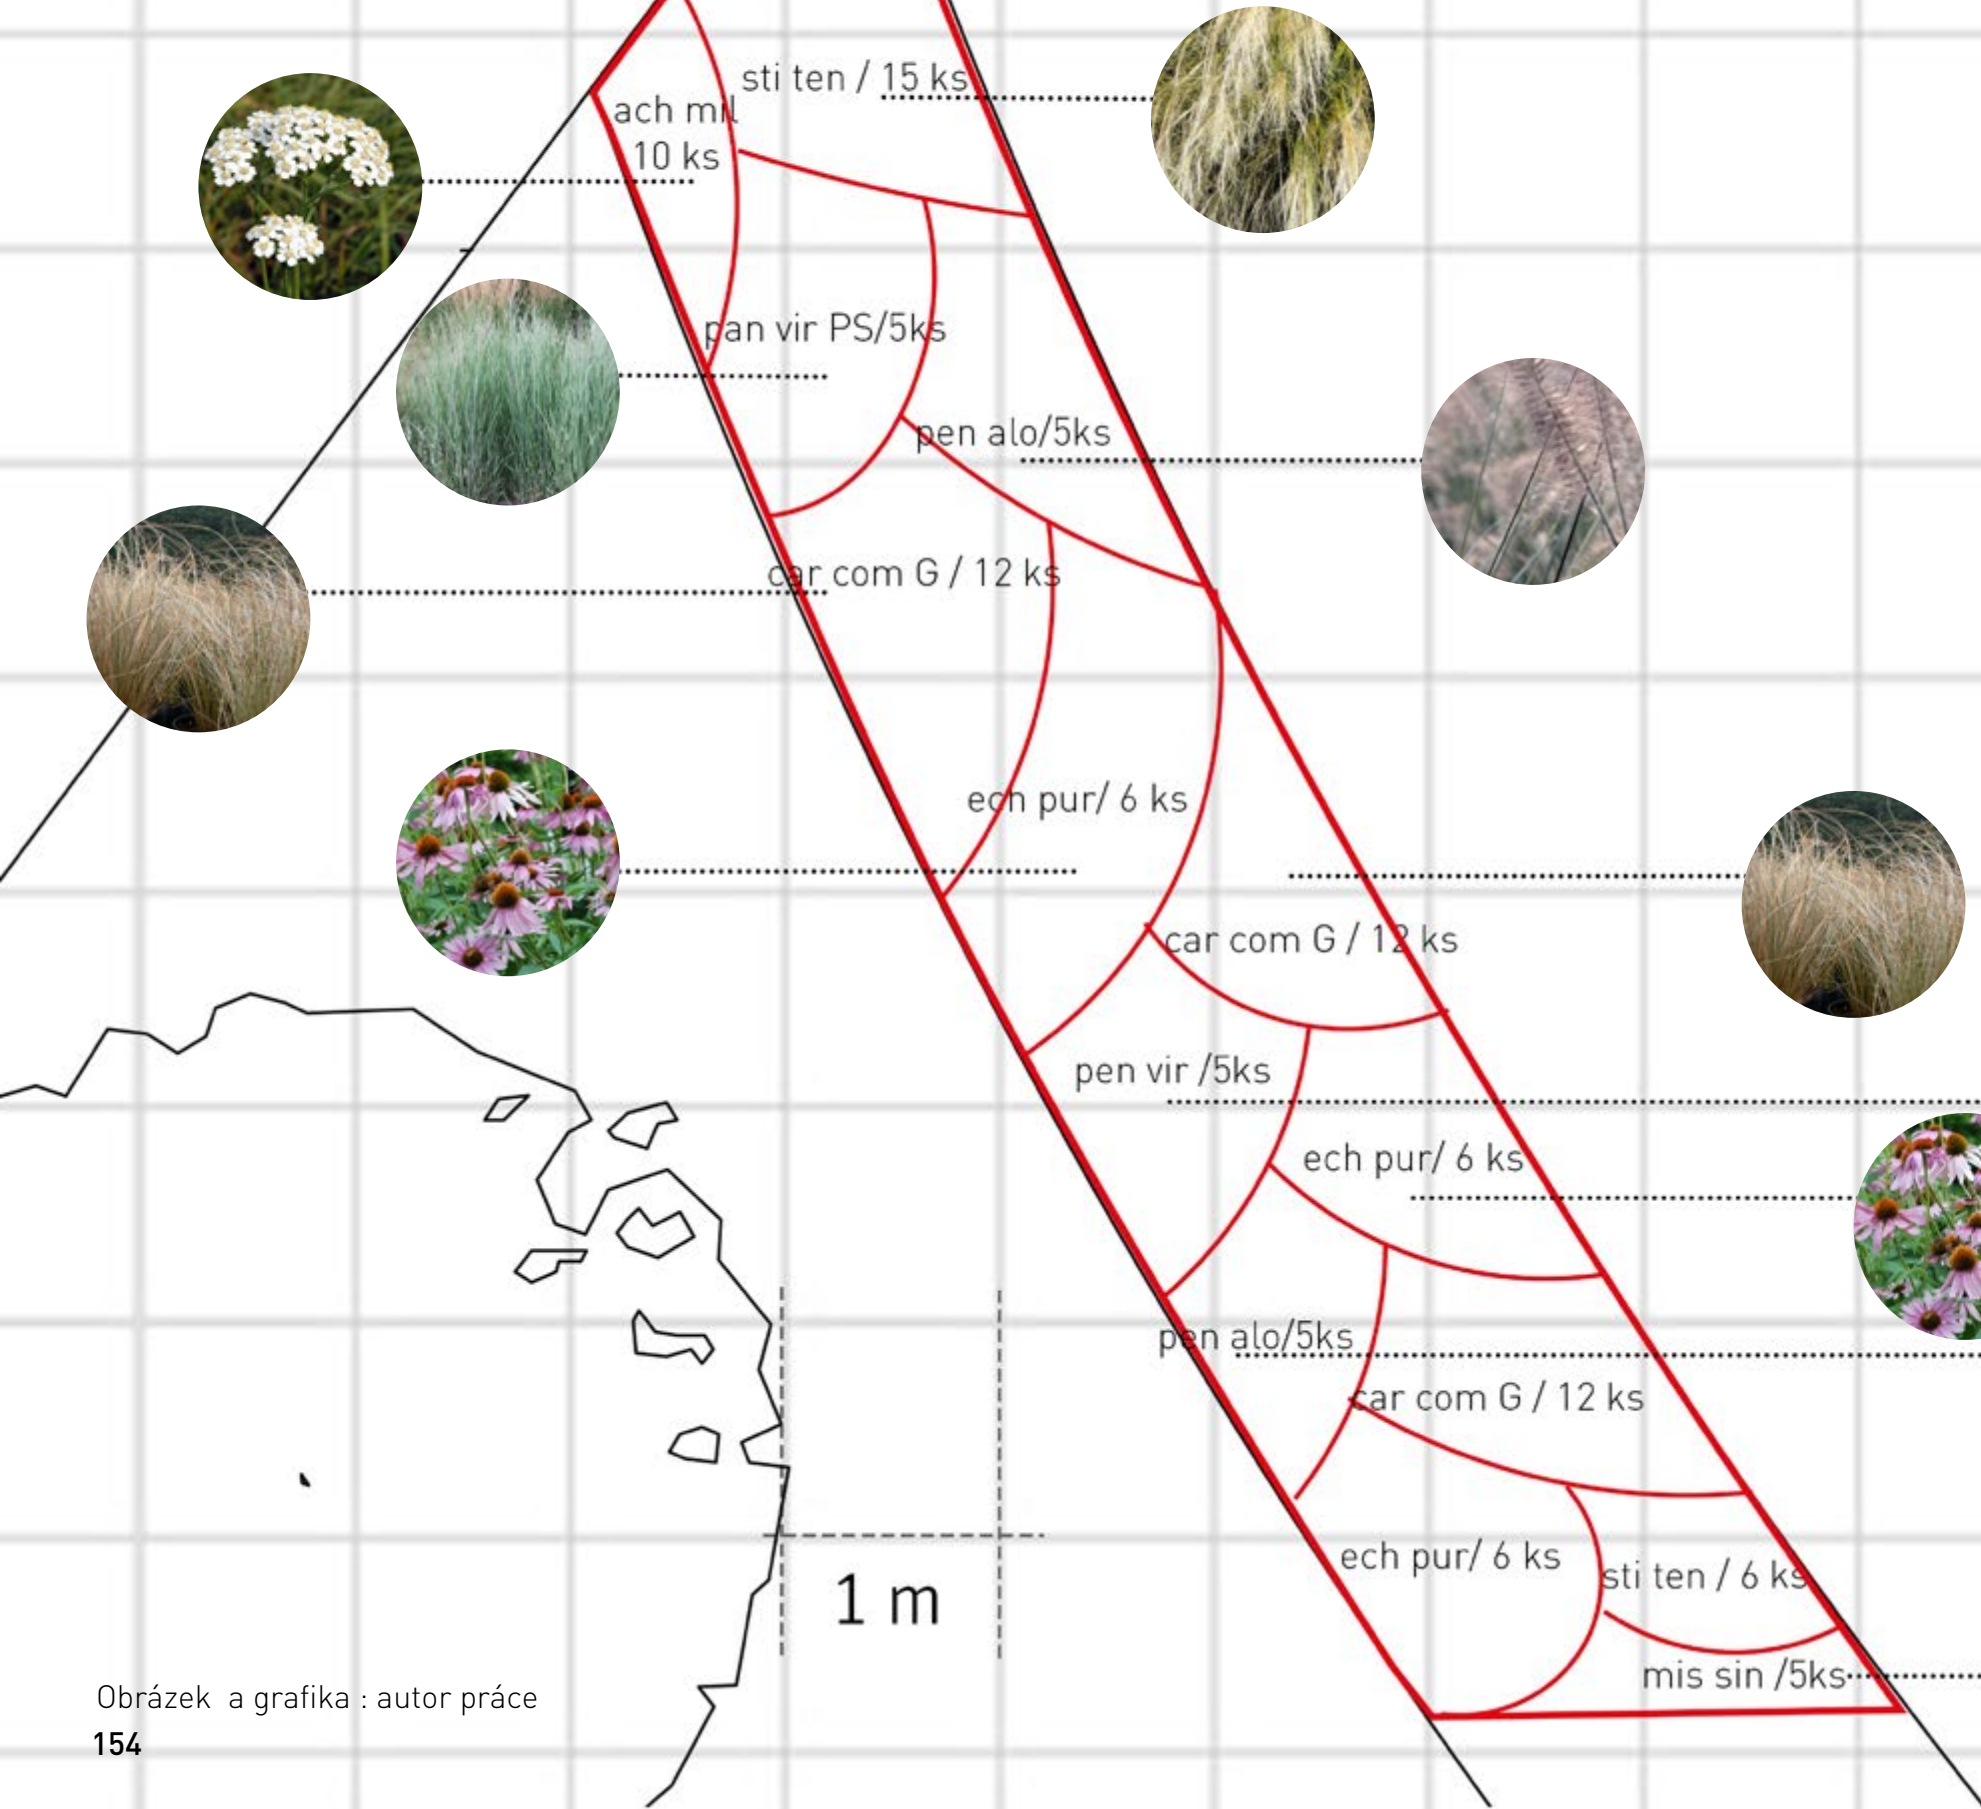 sti ten / 15 ks
ach mil
10 ks
pan vir PS/5ks
pen alo/5ks
car com G / 12 ks
ech pur/ 6 ks
car com G / 12 ks
pen vir /5ks
ech pur/ 6 ks
pen alo/5ks
car com G / 12 ks
ech pur/ 6 ks
sti ten / 6 ks
1 m
mis sin /5ks
Obrázek  a grafika : autor práce
154